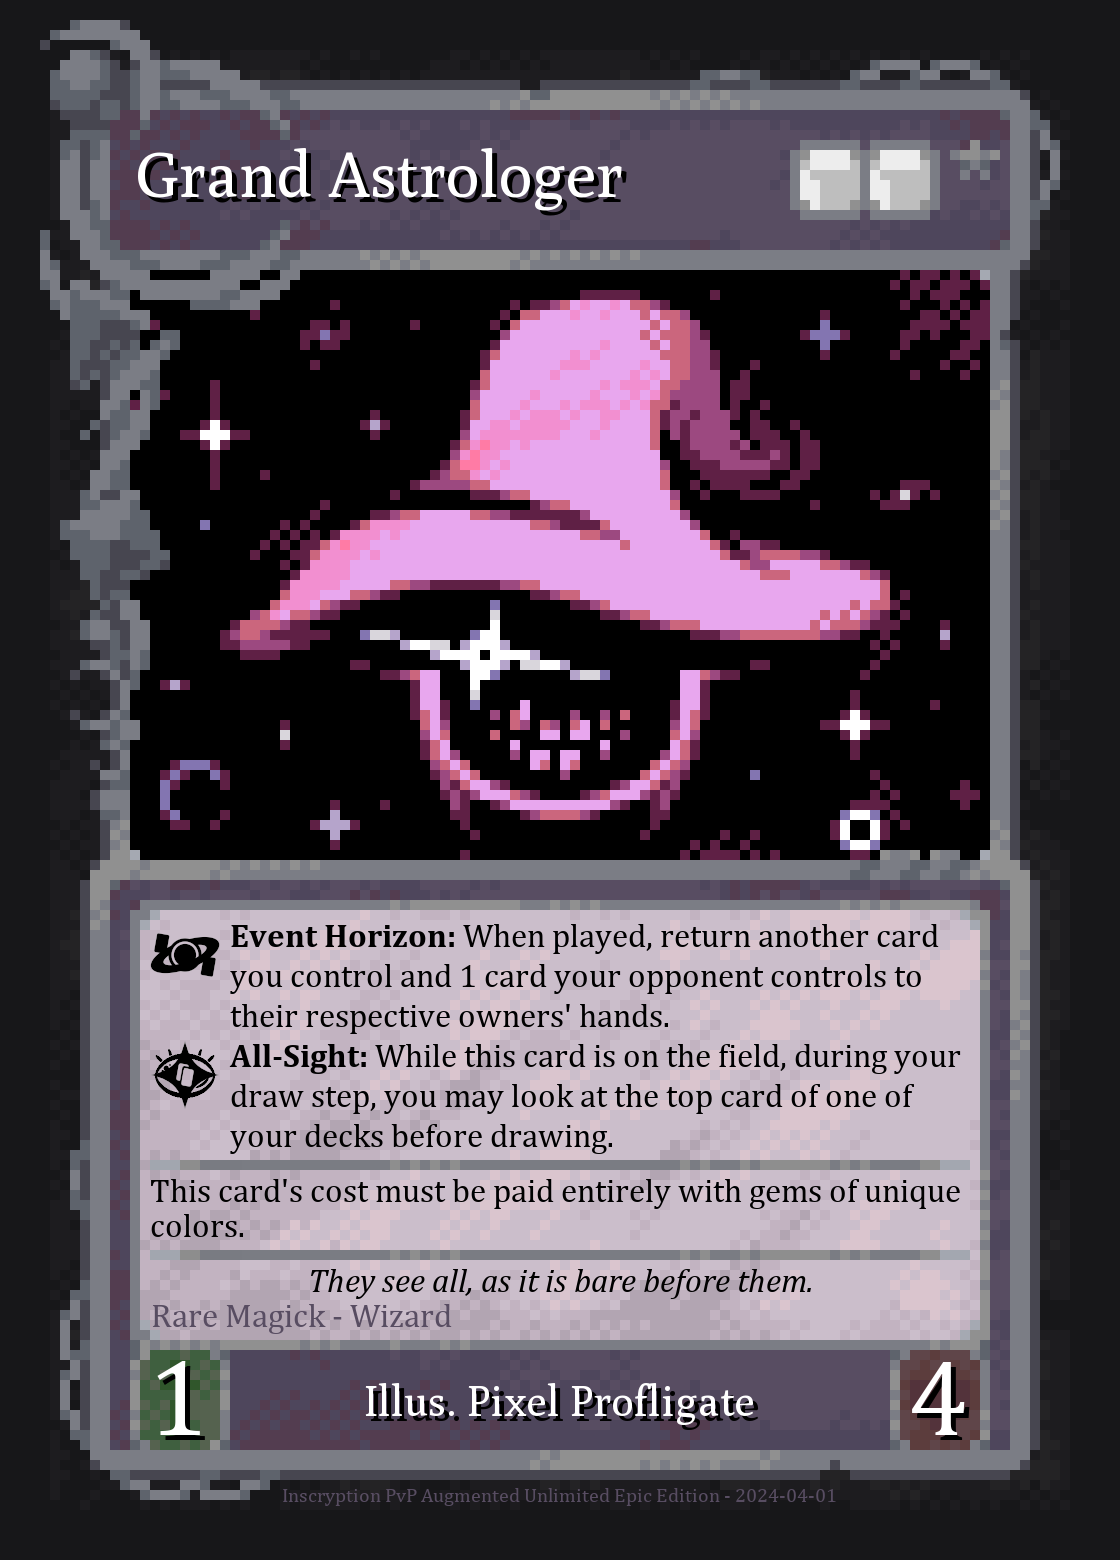 Grand Astrologer
Event Horizon: When played, return another card
you control and 1 card your opponent controls to
their respective owners' hands.
All-Sight: While this card is on the field, during your
draw step, you may look at the top card of one of
your decks before drawing.
This card's cost must be paid entirely with gems of unique
colors.
They see all, as it is bare before them.
Rare Magick - Wizard
1
Illus. Pixel Profligate
4
Inscryption PvP Augmented Unlimited Epic Edition - 2024-04-01